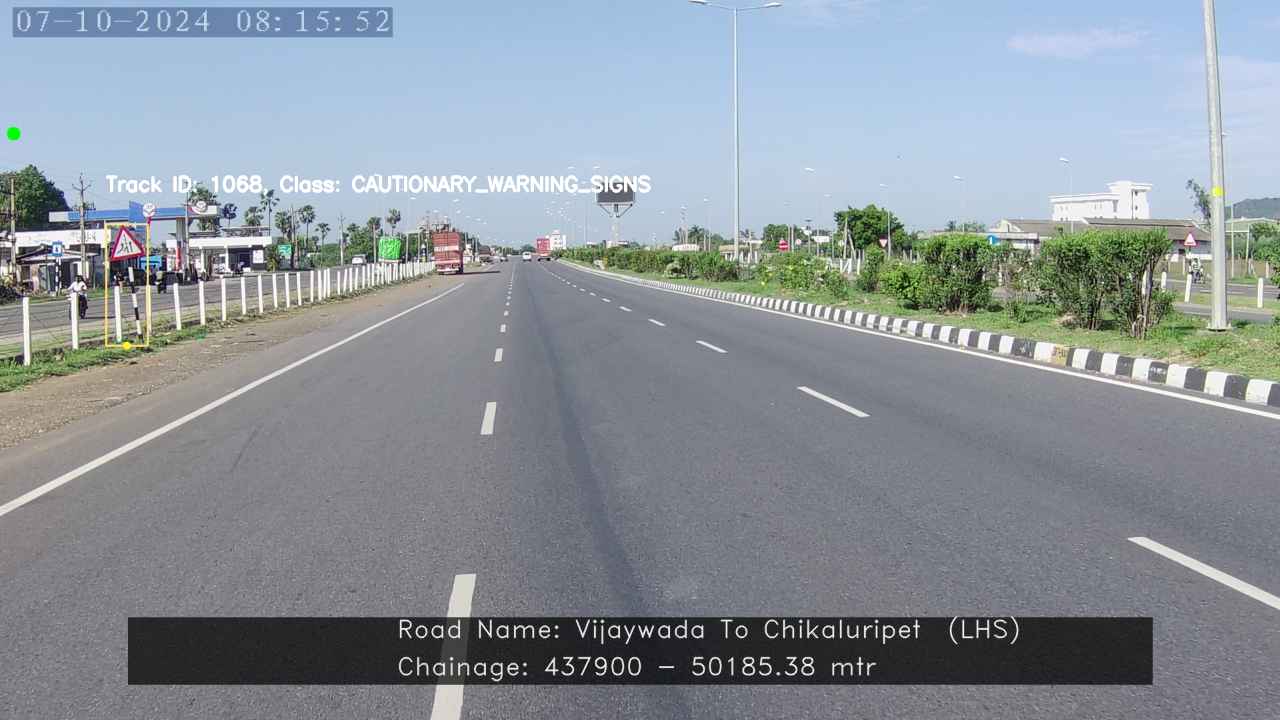 07-10-2024 08:15:52
Track ID: 1068, Class: CAUTIONARY_WARNING_SIGNS
Road Name: Vijaywada To Chikaluripet (LHS)
Chainage: 437900 - 50185.38 mtr